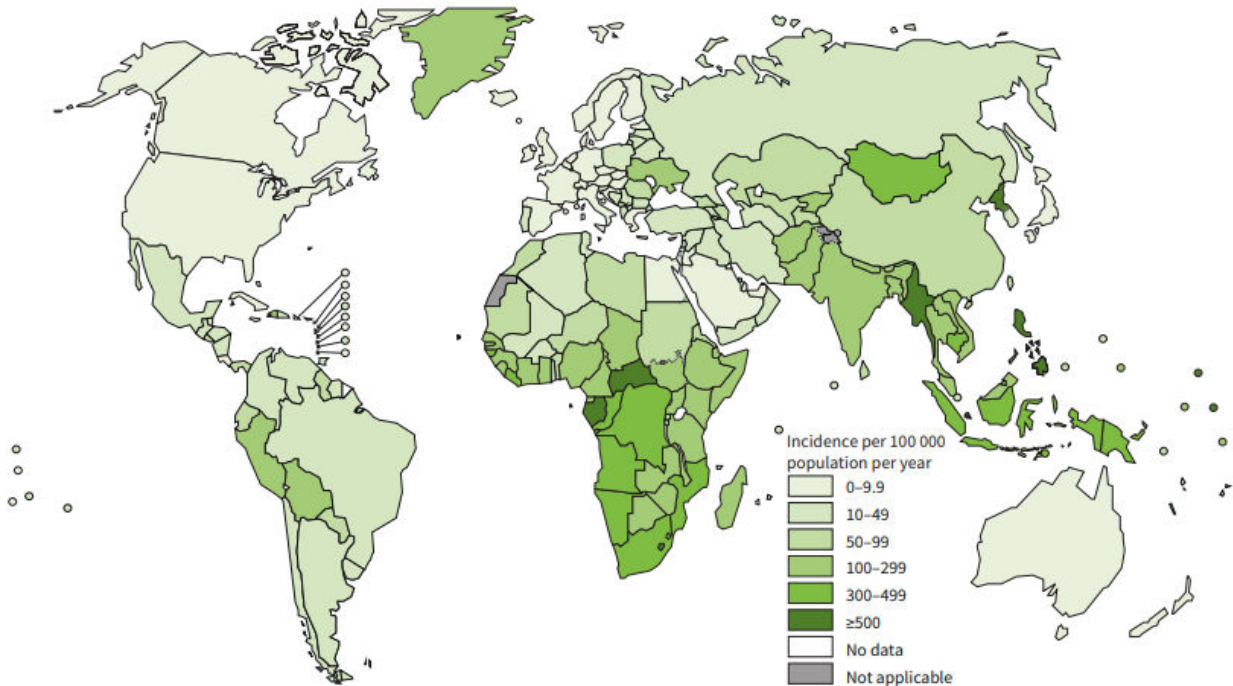 Incidence per 100 000
population per year
0–9.9
10–49
50–99
100–299
300–499
≥500
No data
Not applicable